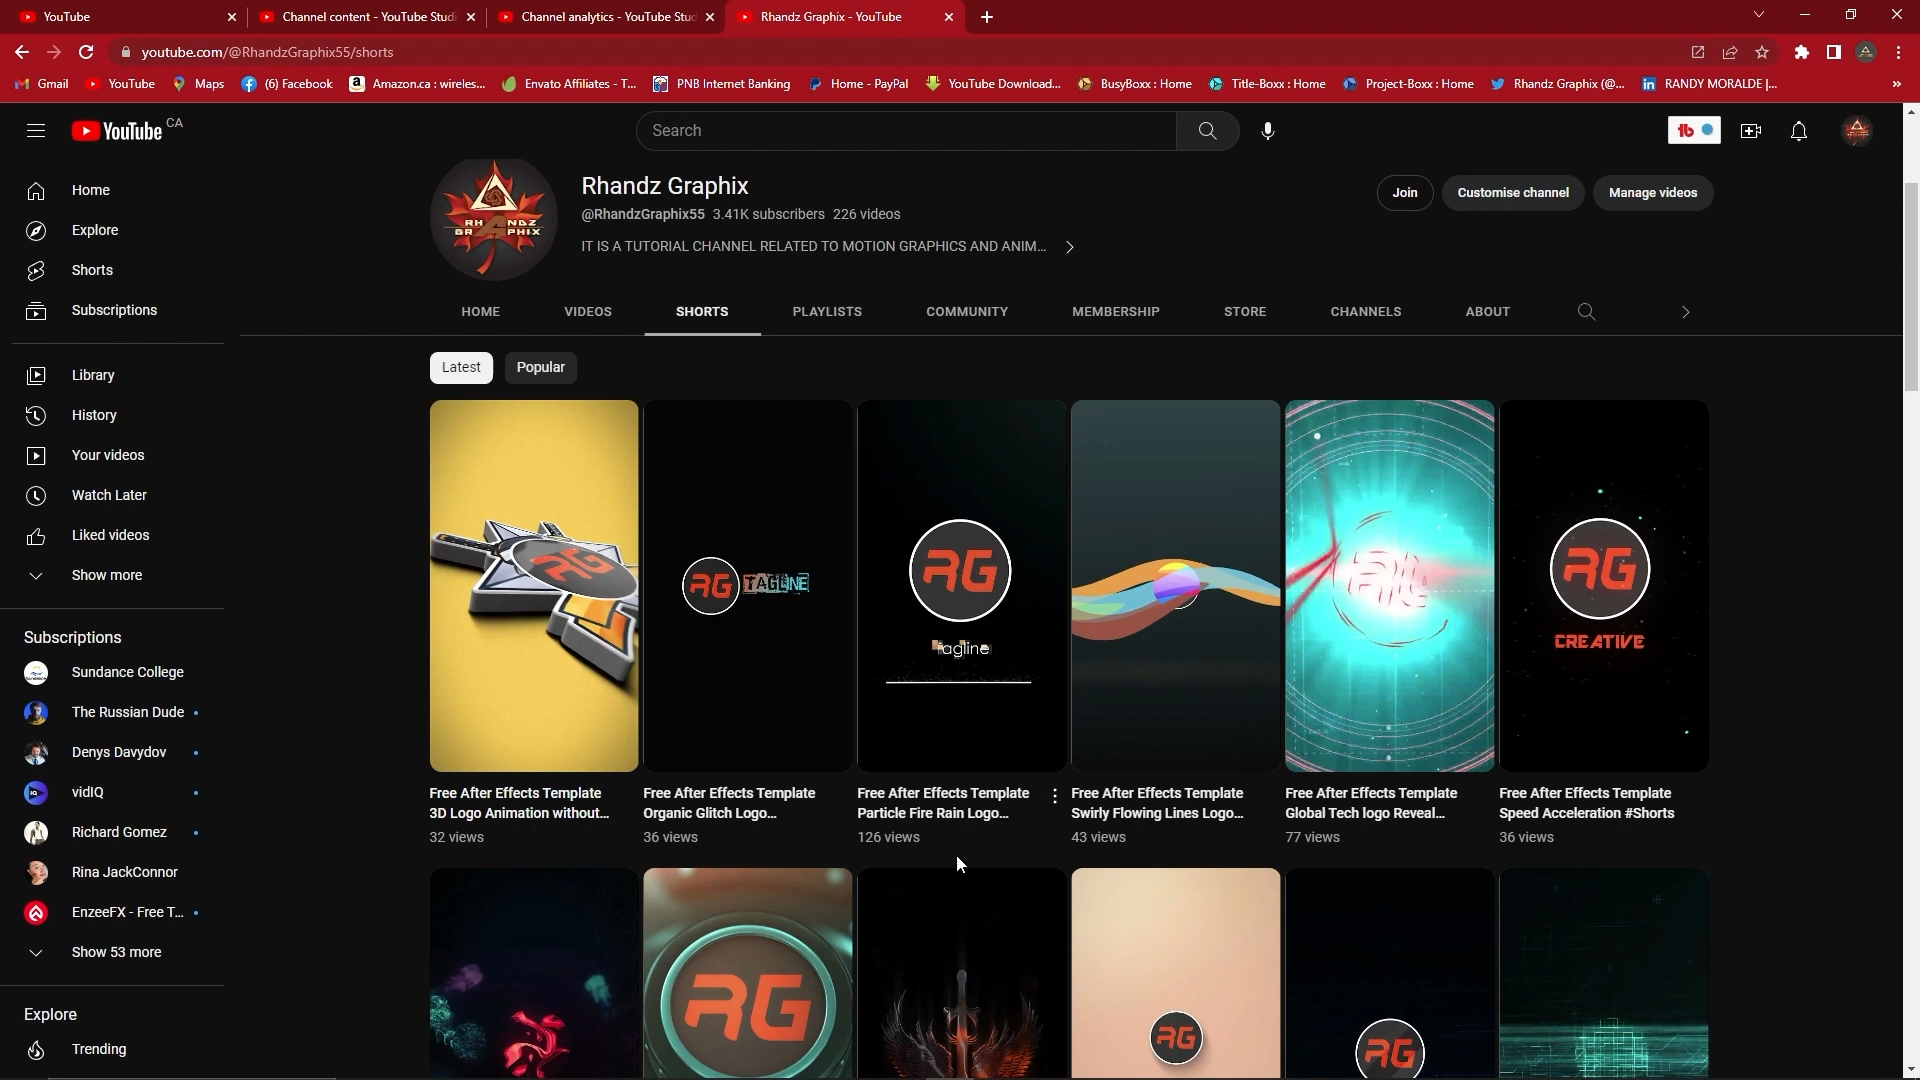 YouTube
Channel content - YouTube Studi
Channel analytics - YouTube Stud
Rhandz Graphix - YouTube
youtube.com/@RhandzGraphix55/shorts
Gmail
YouTube
Maps
(6) Facebook
Amazon.ca : wireles...
Envato Affiliates - T...
PNB Internet Banking
Home - PayPal
YouTube Download...
BusyBoxx : Home
Title-Boxx : Home
Project-Boxx : Home
Rhandz Graphix (@...
RANDY MORALDE |...
»
YouTube CA
Search
tb
Home
Explore
Shorts
Subscriptions
Library
History
Your videos
Watch Later
Liked videos
Show more
Subscriptions
Sundance College
The Russian Dude
Denys Davydov
vidIQ
Richard Gomez
Rina JackConnor
EnzeeFX - Free T...
Show 53 more
Explore
Trending
RHANDZ
GRAPHIX
Rhandz Graphix
@RhandzGraphix55 3.41K subscribers 226 videos
IT IS A TUTORIAL CHANNEL RELATED TO MOTION GRAPHICS AND ANIM...
Join
Customise channel
Manage videos
HOME
VIDEOS
SHORTS
PLAYLISTS
COMMUNITY
MEMBERSHIP
STORE
CHANNELS
ABOUT
Latest
Popular
RG
RG TAGLINE
RG
Tagline
RG
CREATIVE
Free After Effects Template
3D Logo Animation without...
32 views
Free After Effects Template
Organic Glitch Logo...
36 views
Free After Effects Template
Particle Fire Rain Logo...
126 views
Free After Effects Template
Swirly Flowing Lines Logo...
43 views
Free After Effects Template
Global Tech logo Reveal...
77 views
Free After Effects Template
Speed Acceleration #Shorts
36 views
RG
RG
RG